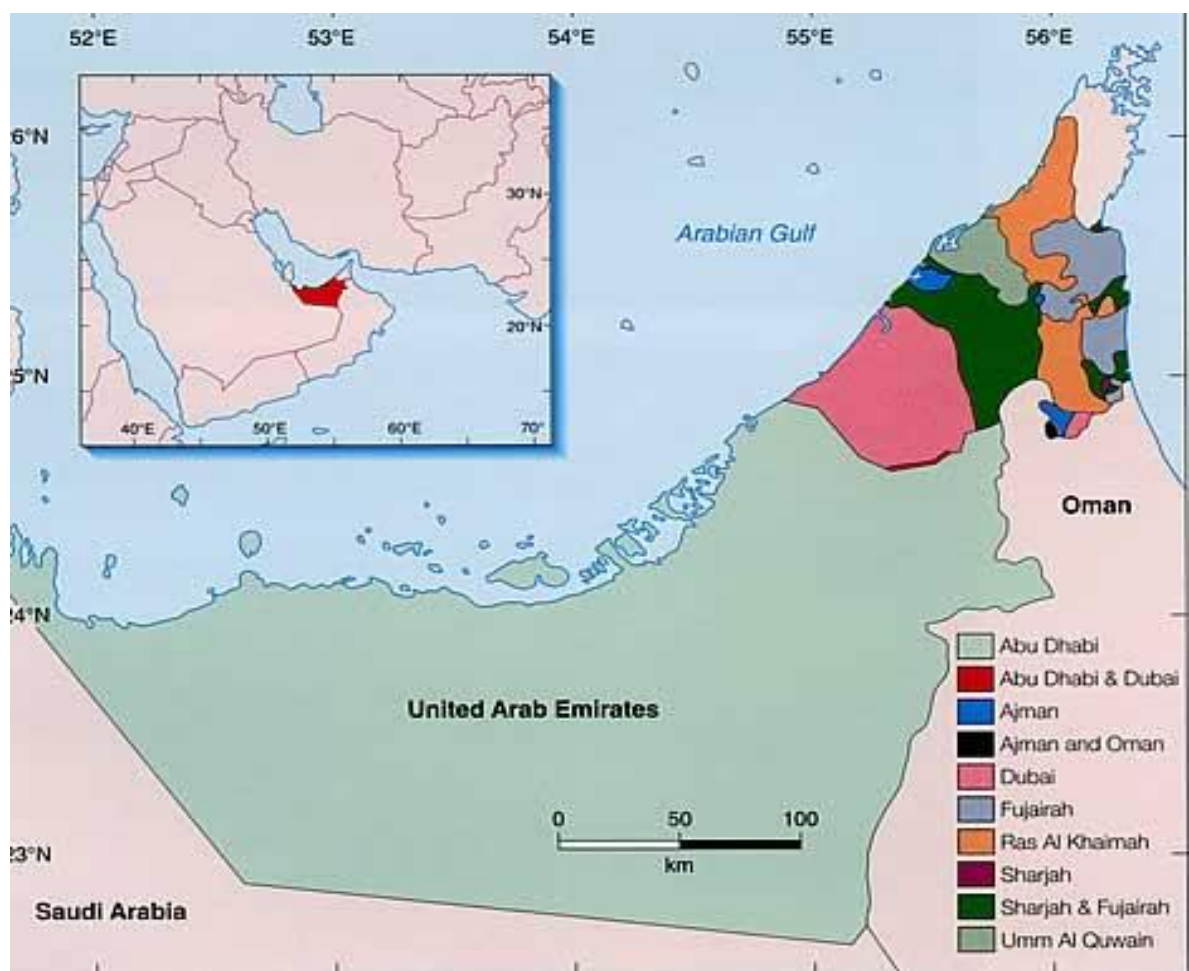 52°E 53°E 54°E 55°E 56°E
6°N
30°N
Arabian Gulf
20°N
5°N
40°E 50°E 60°E 70°
Oman
4°N
Abu Dhabi
Abu Dhabi & Dubai
United Arab Emirates
Ajman
Ajman and Oman
Dubai
Fujairah
0 50 100
Ras Al Khaimah
km
3°N
Sharjah
Saudi Arabia
Sharjah & Fujairah
Umm Al Quwain